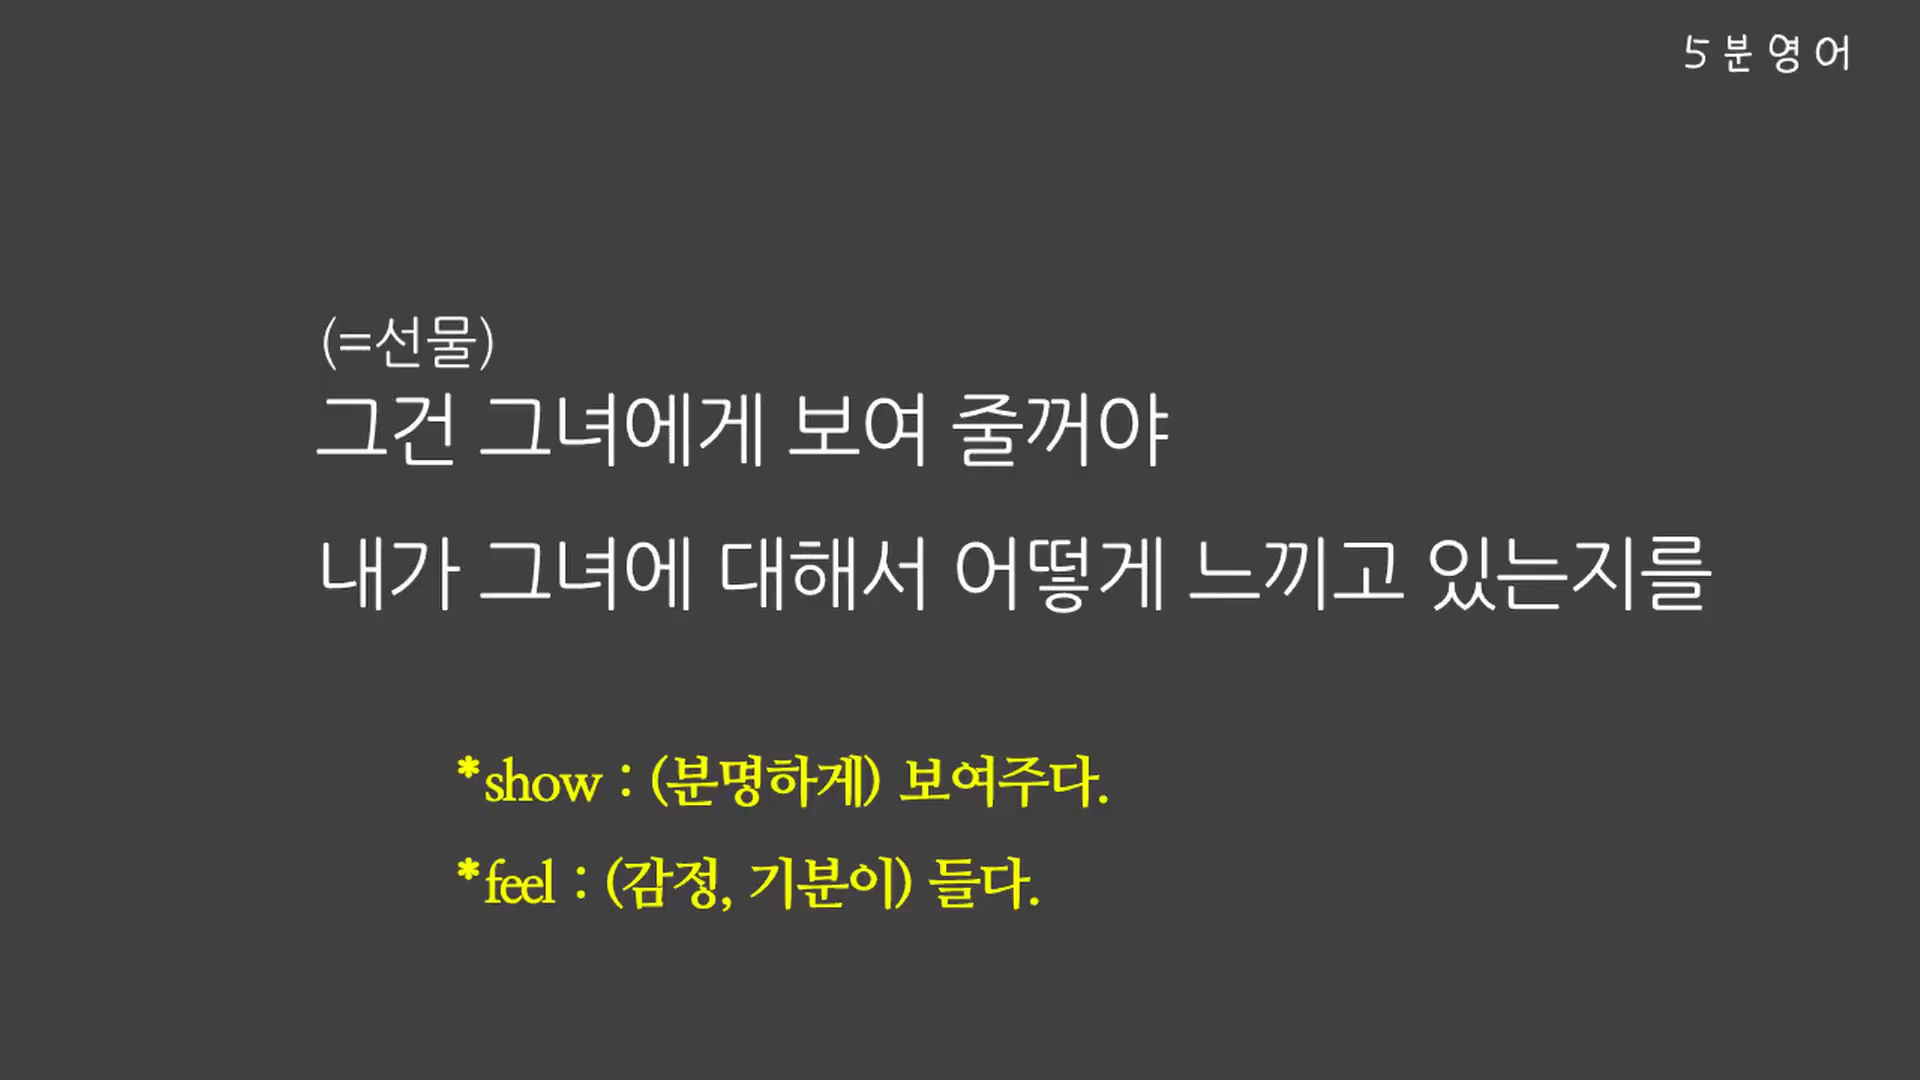 5분영어
(=선물)
그건 그녀에게 보여 줄꺼야
내가 그녀에 대해서 어떻게 느끼고 있는지를
*show : (분명하게) 보여주다.
*feel : (감정, 기분이) 들다.